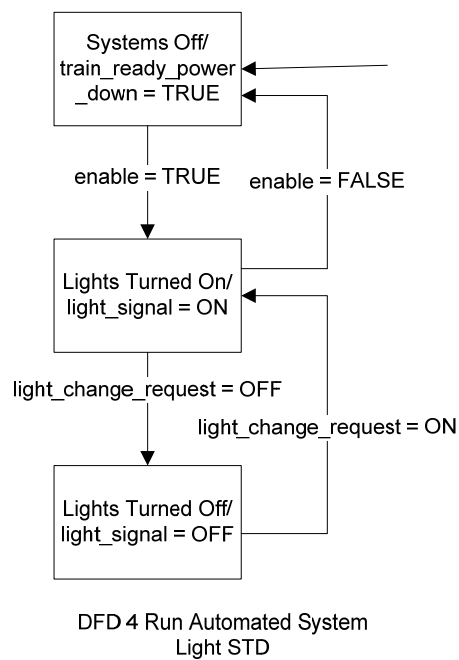 Systems Off/
train_ready_power
_down = TRUE
enable = TRUE
enable = FALSE
Lights Turned On/
light_signal = ON
light_change_request = OFF
light_change_request = ON
Lights Turned Off/
light_signal = OFF
DFD 4 Run Automated System
Light STD